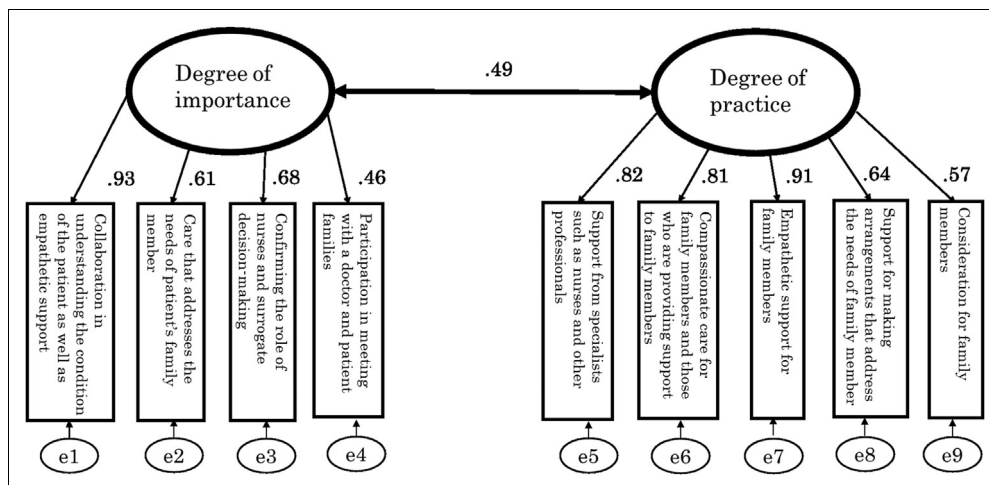 Degree of
importance
.49
Degree of
practice
.93
.61
.68
.46
.82
.81
.91
.64
.57
Collaboration in
understanding the condition
of the patient as well as
empathetic support
Care that addresses the
needs of patient's family
member
Confirming the role of
nurses and surrogate
decision-making
Participation in meeting
with a doctor and patient
families
Support from specialists
such as nurses and other
professionals
Compassionate care for
family members and those
who are providing support
to family members
Empathetic support for
family members
Support for making
arrangements that address
the needs of family member
Consideration for family
members
e1
e2
e3
e4
e5
e6
e7
e8
e9